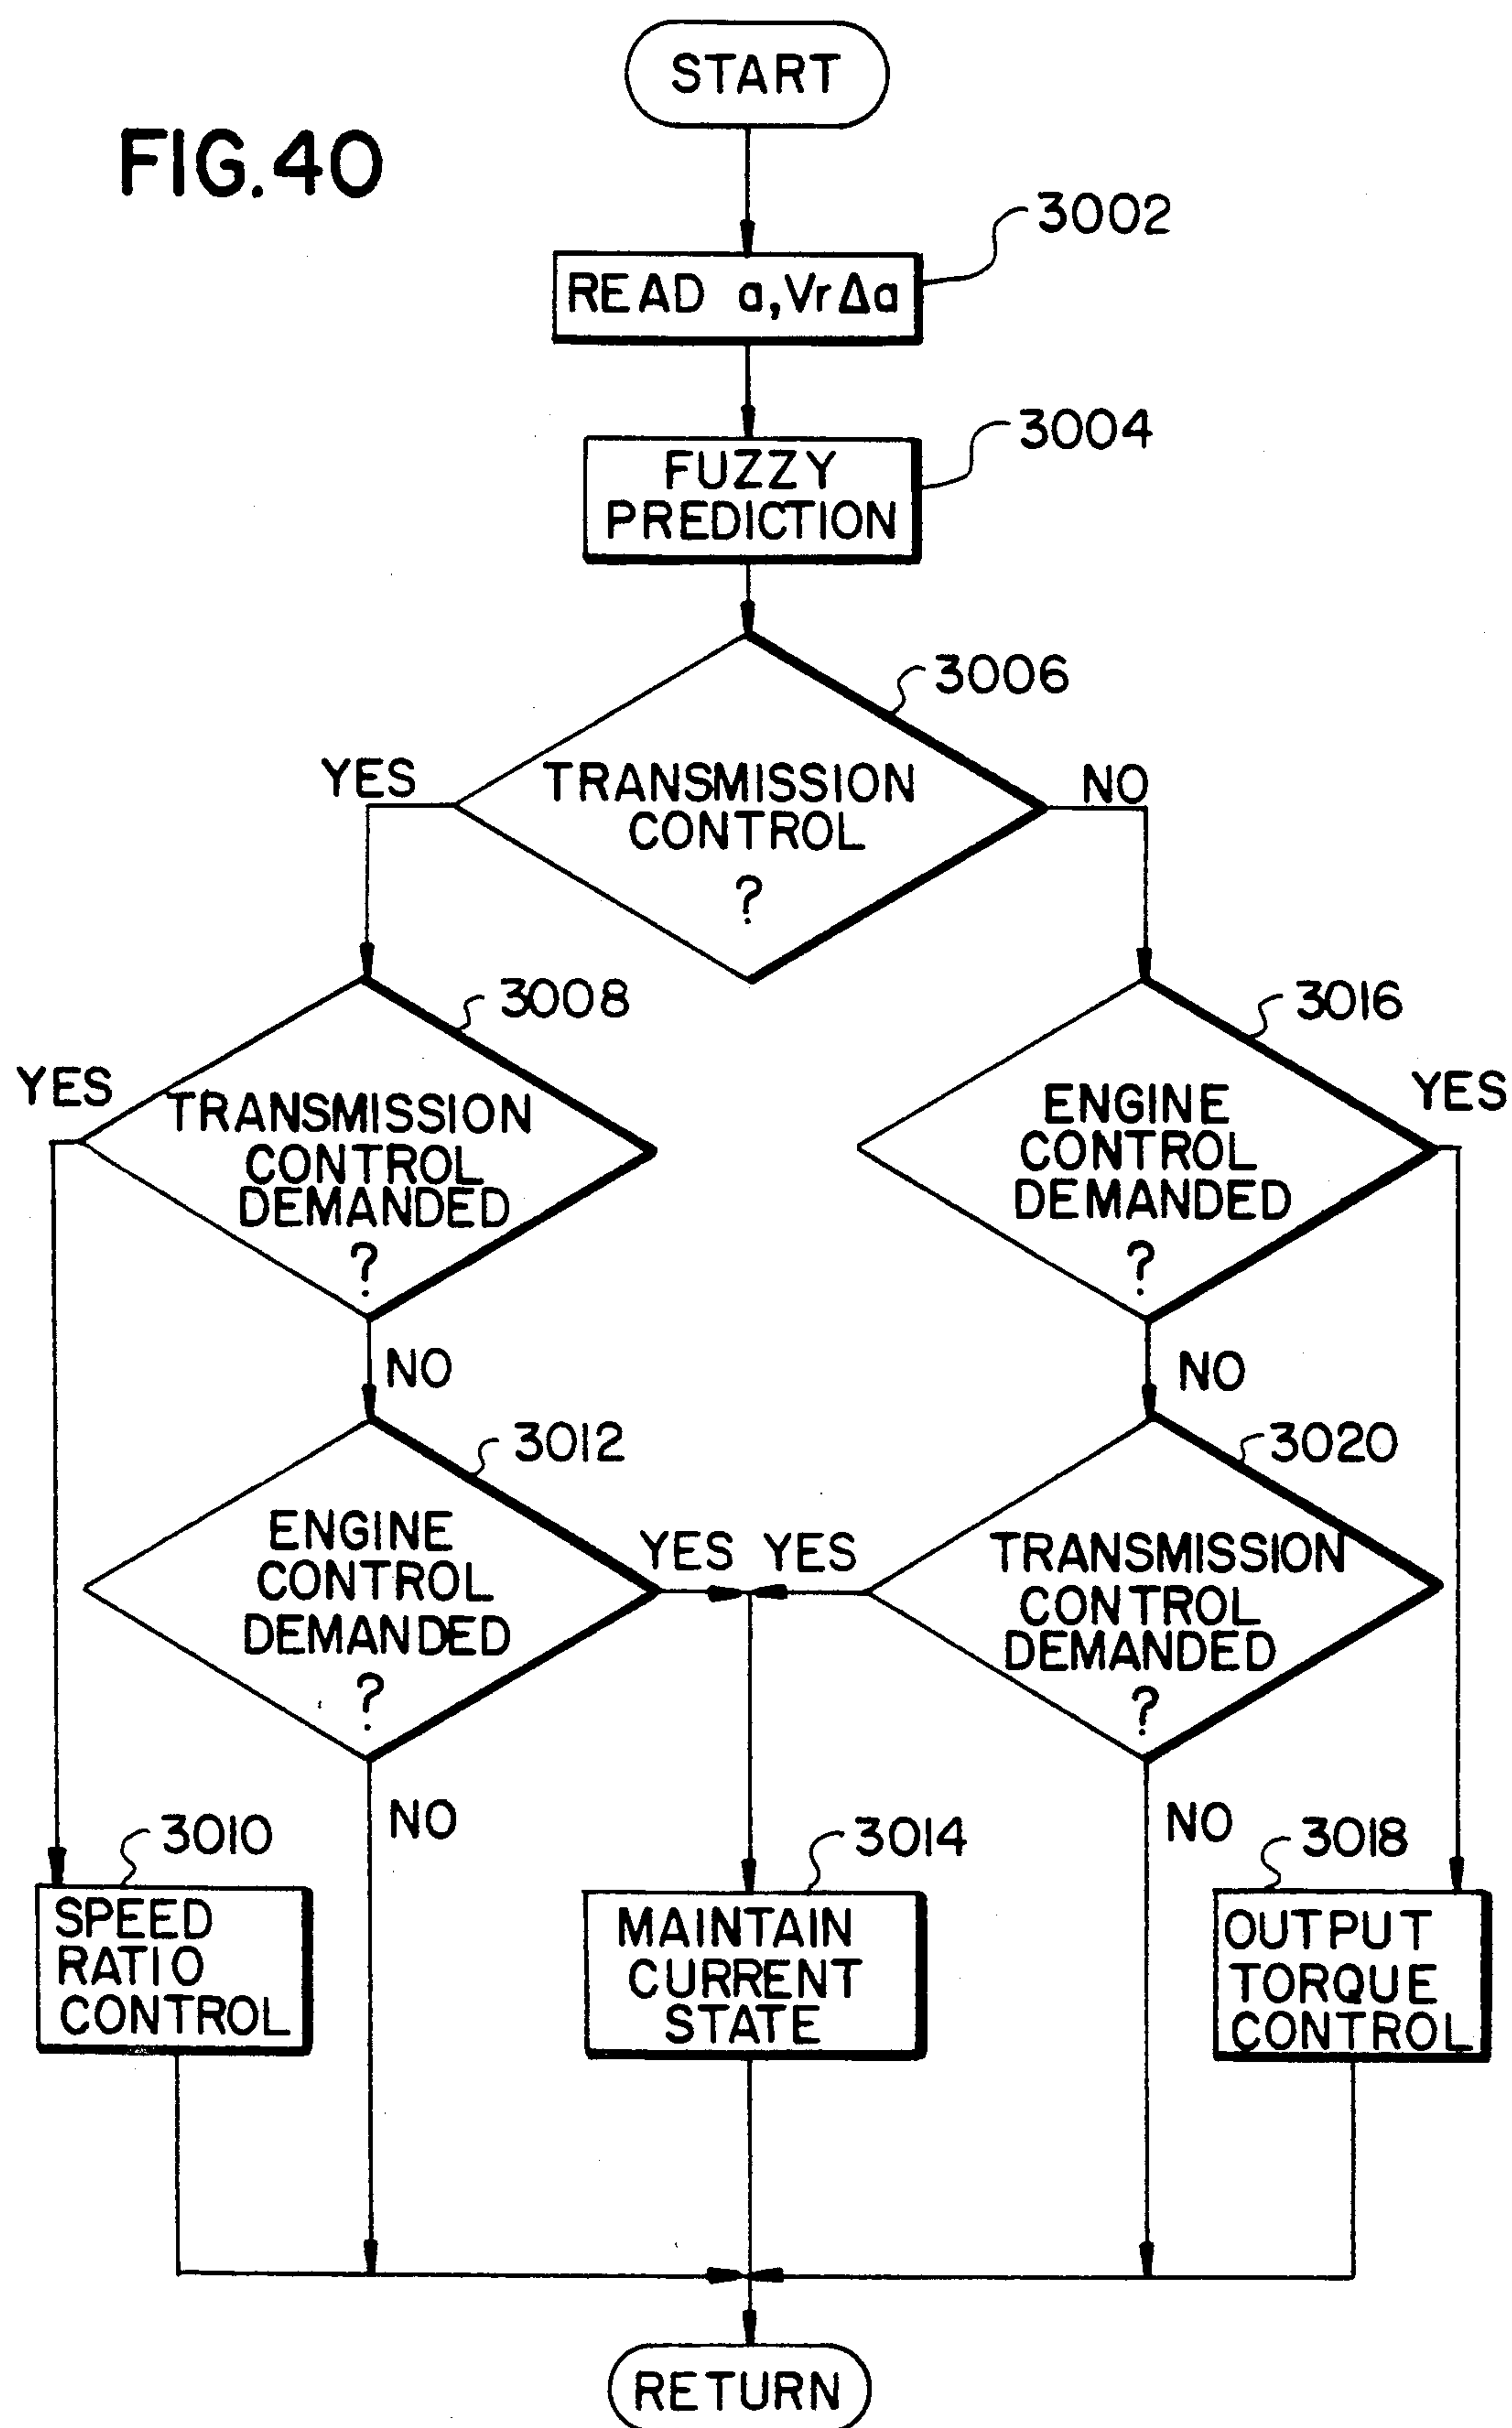 START
FIG.40
3002
READ a,Vr Δa
3004
FUZZY
PREDICTION
3006
YES
TRANSMISSION
CONTROL
?
NO
3008
3016
YES
TRANSMISSION
CONTROL
DEMANDED
?
ENGINE
CONTROL
DEMANDED
?
YES
NO
NO
3012
3020
ENGINE
CONTROL
DEMANDED
?
YES
YES
TRANSMISSION
CONTROL
DEMANDED
?
NO
NO
3010
3014
3018
SPEED
RATIO
CONTROL
MAINTAIN
CURRENT
STATE
OUTPUT
TORQUE
CONTROL
RETURN